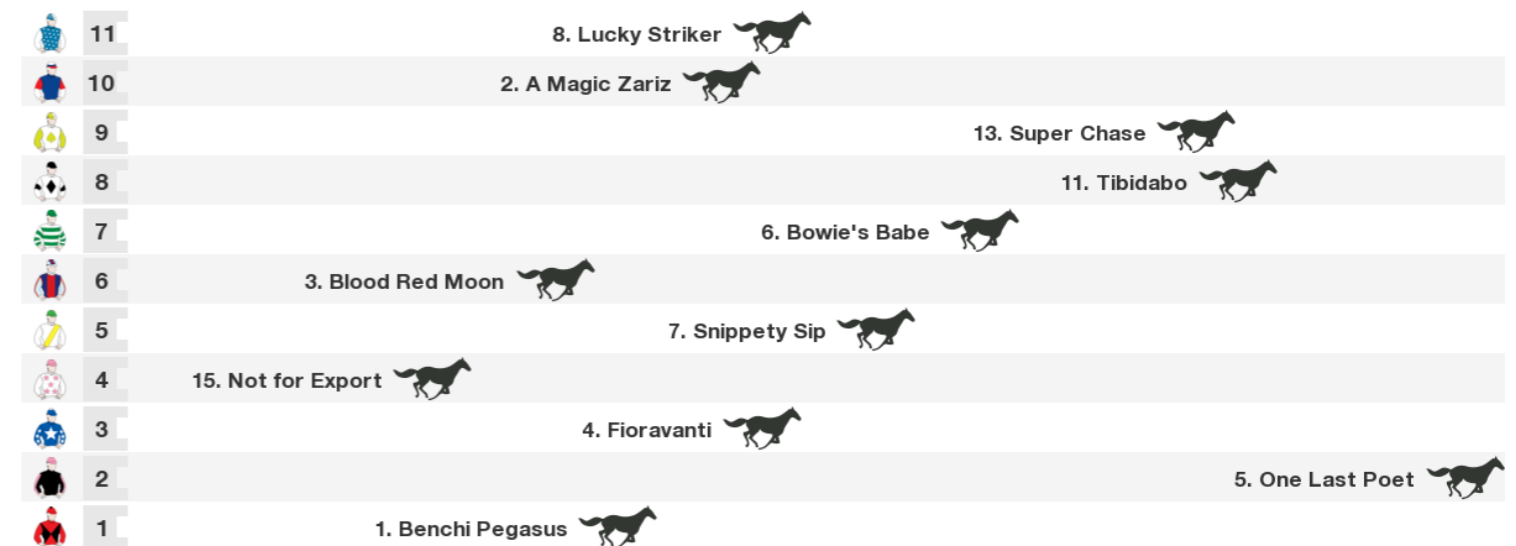 11 8. Lucky Striker
10 2. A Magic Zariz
9 13. Super Chase
8 11. Tibidabo
7 6. Bowie's Babe
6 3. Blood Red Moon
5 7. Snippety Sip
4 15. Not for Export
3 4. Fioravanti
2 5. One Last Poet
1 1. Benchi Pegasus